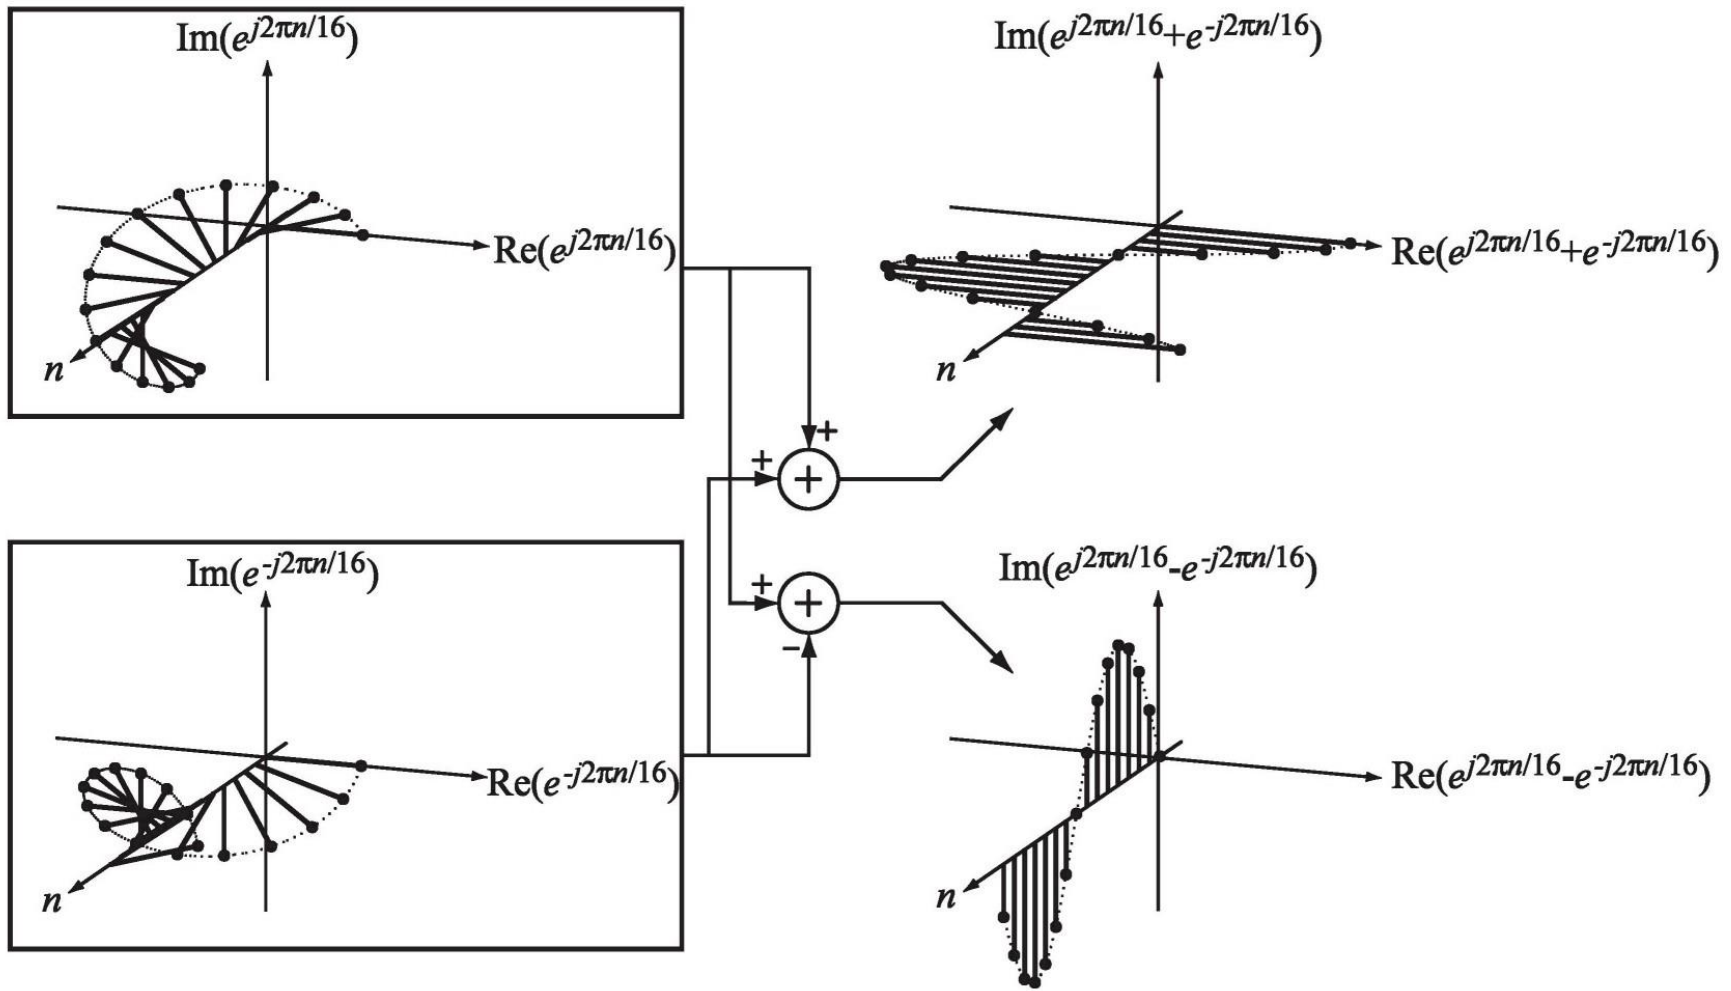 Im(e^{j2πn/16})
Re(e^{j2πn/16})
n
Im(e^{j2πn/16}+e^{-j2πn/16})
Re(e^{j2πn/16}+e^{-j2πn/16})
n
+
+
+
+
+
−
Im(e^{-j2πn/16})
Re(e^{-j2πn/16})
n
Im(e^{j2πn/16}-e^{-j2πn/16})
Re(e^{j2πn/16}-e^{-j2πn/16})
n